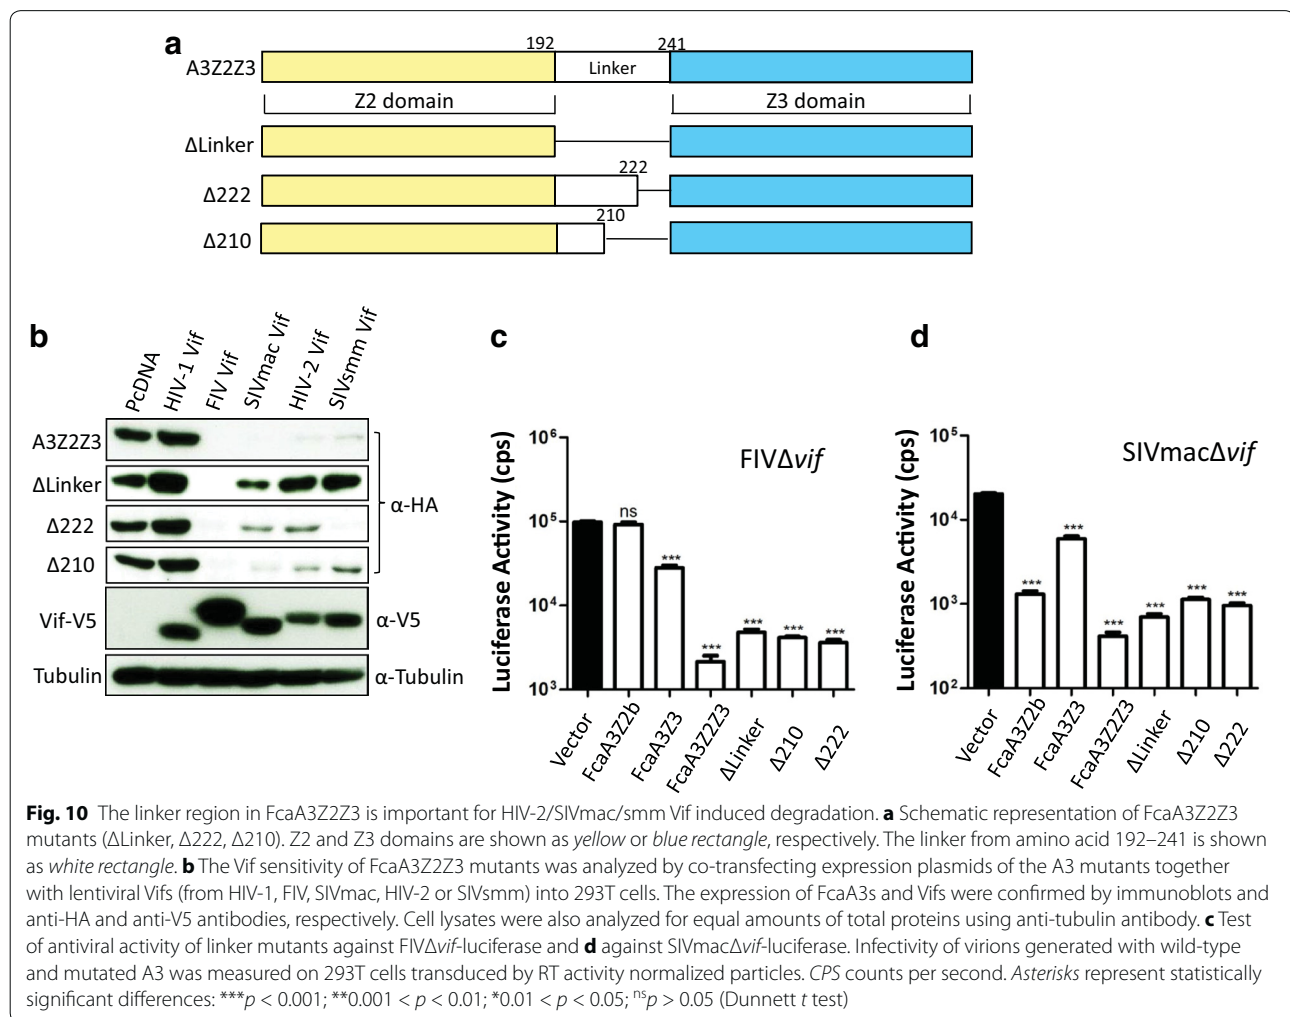 a
192
241
A3Z2Z3
Linker
Z2 domain
Z3 domain
ΔLinker
222
Δ222
210
Δ210
b
PcDNA
HIV-1 Vif
FIV Vif
SIVmac Vif
HIV-2 Vif
SIVsmm Vif
A3Z2Z3
ΔLinker
α-HA
Δ222
Δ210
Vif-V5
α-V5
Tubulin
α-Tubulin
c
Luciferase Activity (cps)
10⁶
10⁵
10⁴
10³
FIVΔvif
ns
***
***
***
***
***
Vector
FcaA3Z2b
FcaA3Z3
FcaA3Z2Z3
ΔLinker
Δ210
Δ222
d
Luciferase Activity (cps)
10⁵
10⁴
10³
10²
SIVmacΔvif
***
***
***
***
***
***
Vector
FcaA3Z2b
FcaA3Z3
FcaA3Z2Z3
ΔLinker
Δ210
Δ222
Fig. 10 The linker region in FcaA3Z2Z3 is important for HIV-2/SIVmac/smm Vif induced degradation. a Schematic representation of FcaA3Z2Z3
mutants (ΔLinker, Δ222, Δ210). Z2 and Z3 domains are shown as yellow or blue rectangle, respectively. The linker from amino acid 192–241 is shown
as white rectangle. b The Vif sensitivity of FcaA3Z2Z3 mutants was analyzed by co-transfecting expression plasmids of the A3 mutants together
with lentiviral Vifs (from HIV-1, FIV, SIVmac, HIV-2 or SIVsmm) into 293T cells. The expression of FcaA3s and Vifs were confirmed by immunoblots and
anti-HA and anti-V5 antibodies, respectively. Cell lysates were also analyzed for equal amounts of total proteins using anti-tubulin antibody. c Test
of antiviral activity of linker mutants against FIVΔvif-luciferase and d against SIVmacΔvif-luciferase. Infectivity of virions generated with wild-type
and mutated A3 was measured on 293T cells transduced by RT activity normalized particles. CPS counts per second. Asterisks represent statistically
significant differences: ***p < 0.001; **0.001 < p < 0.01; *0.01 < p < 0.05; ⁿˢp > 0.05 (Dunnett t test)